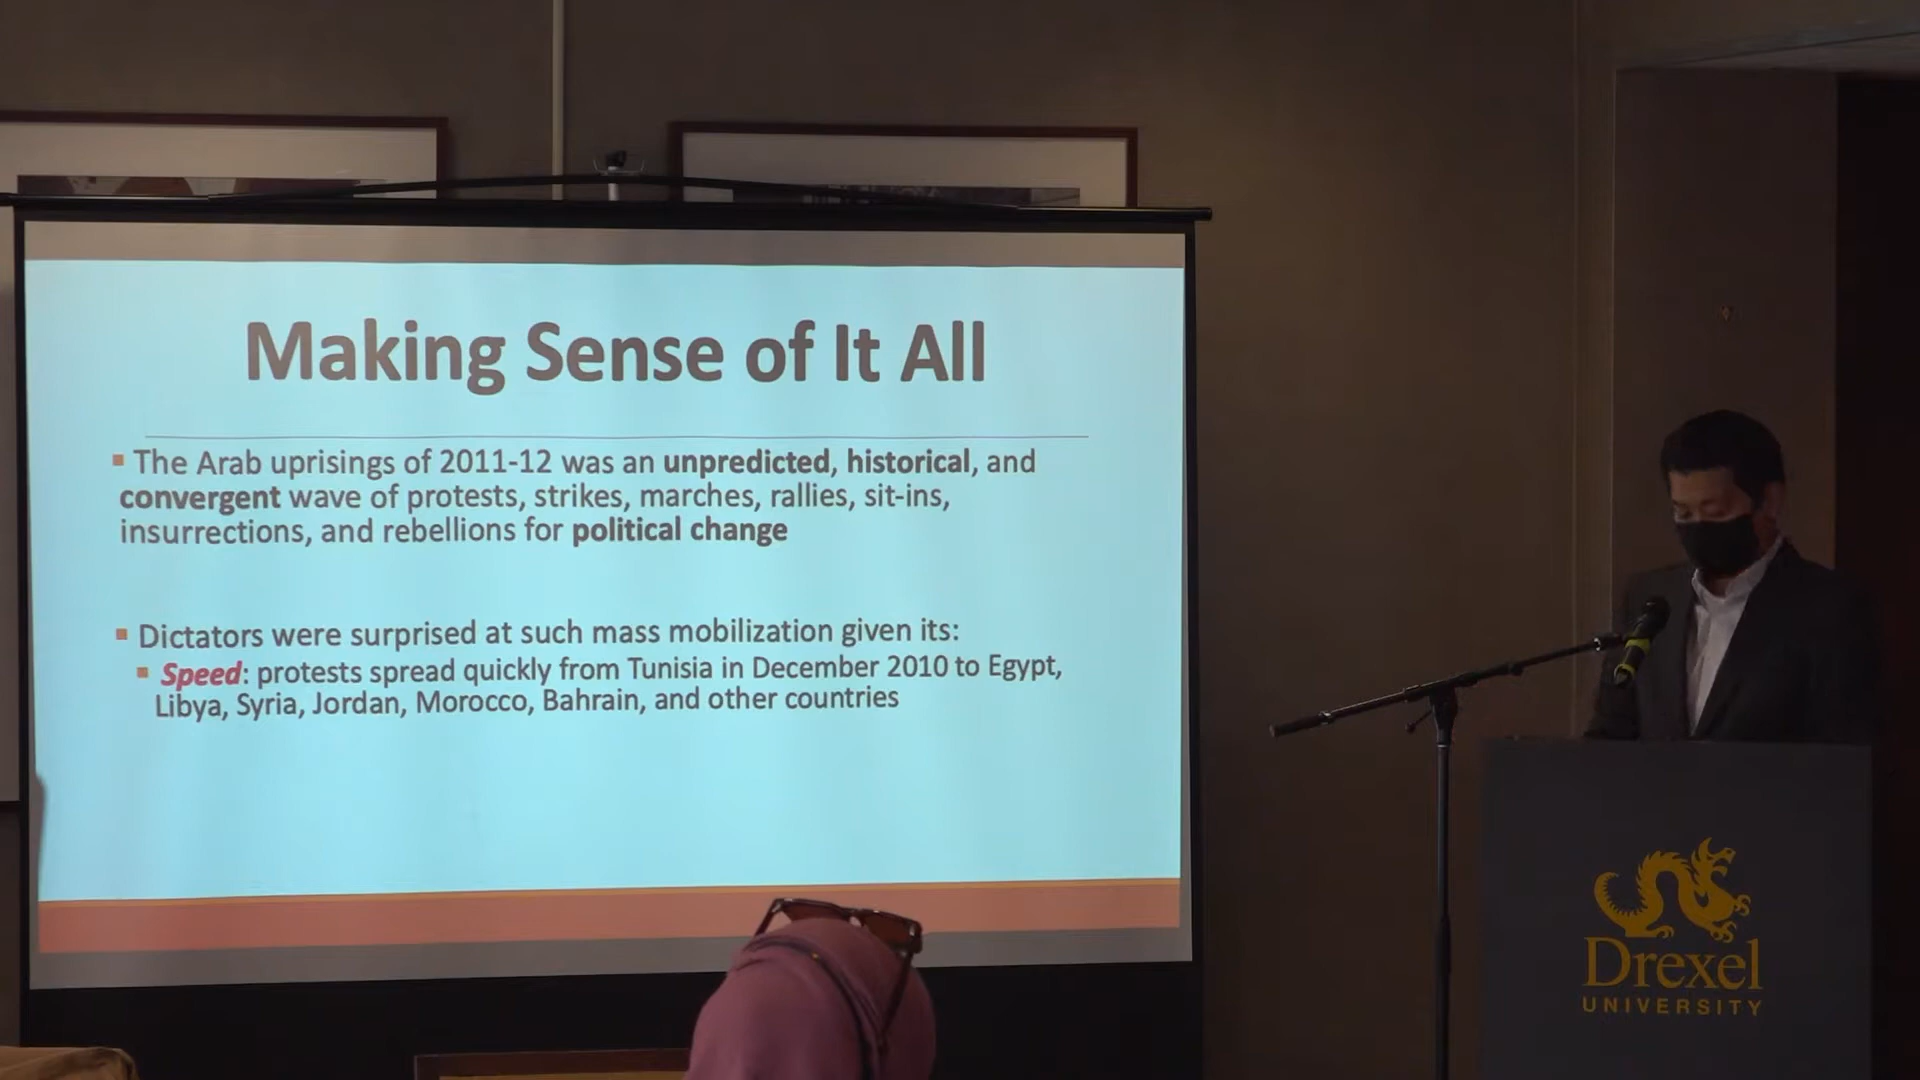 Making Sense of It All
▪ The Arab uprisings of 2011-12 was an unpredicted, historical, and
convergent wave of protests, strikes, marches, rallies, sit-ins,
insurrections, and rebellions for political change
▪ Dictators were surprised at such mass mobilization given its:
▪ Speed: protests spread quickly from Tunisia in December 2010 to Egypt,
Libya, Syria, Jordan, Morocco, Bahrain, and other countries
Drexel
UNIVERSITY